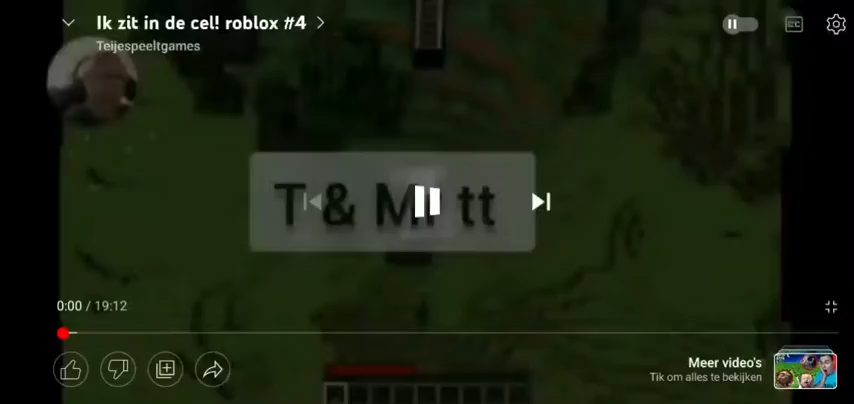 Ik zit in de cel! roblox #4
Teijespeeltgames
T & M tt
0:00 / 19:12
Meer video's
Tik om alles te bekijken